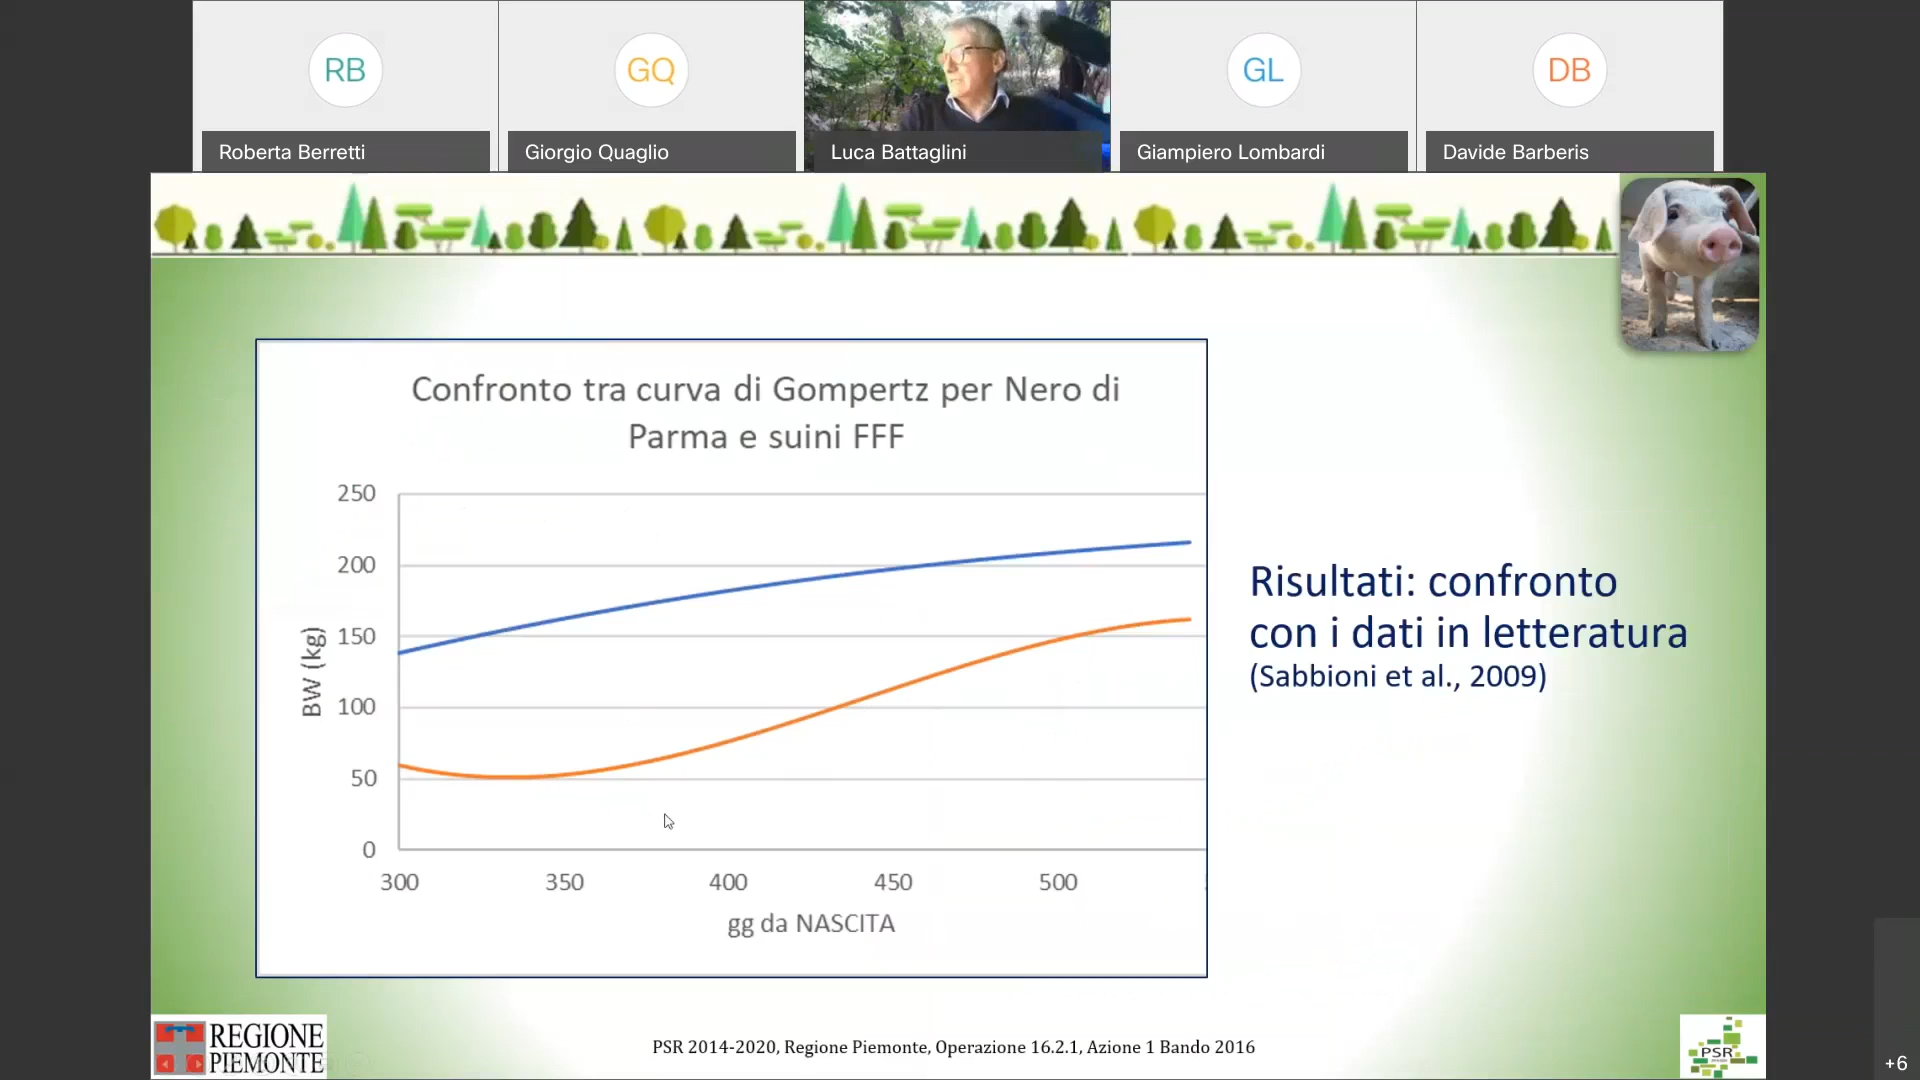 RB
GQ
GL
DB
Roberta Berretti
Giorgio Quaglio
Luca Battaglini
Giampiero Lombardi
Davide Barberis
Confronto tra curva di Gompertz per Nero di
Parma e suini FFF
250
200
150
100
50
0
BW (kg)
300
350
400
450
500
gg da NASCITA
Risultati: confronto
con i dati in letteratura
(Sabbioni et al., 2009)
REGIONE
PIEMONTE
PSR 2014-2020, Regione Piemonte, Operazione 16.2.1, Azione 1 Bando 2016
PSR
+6